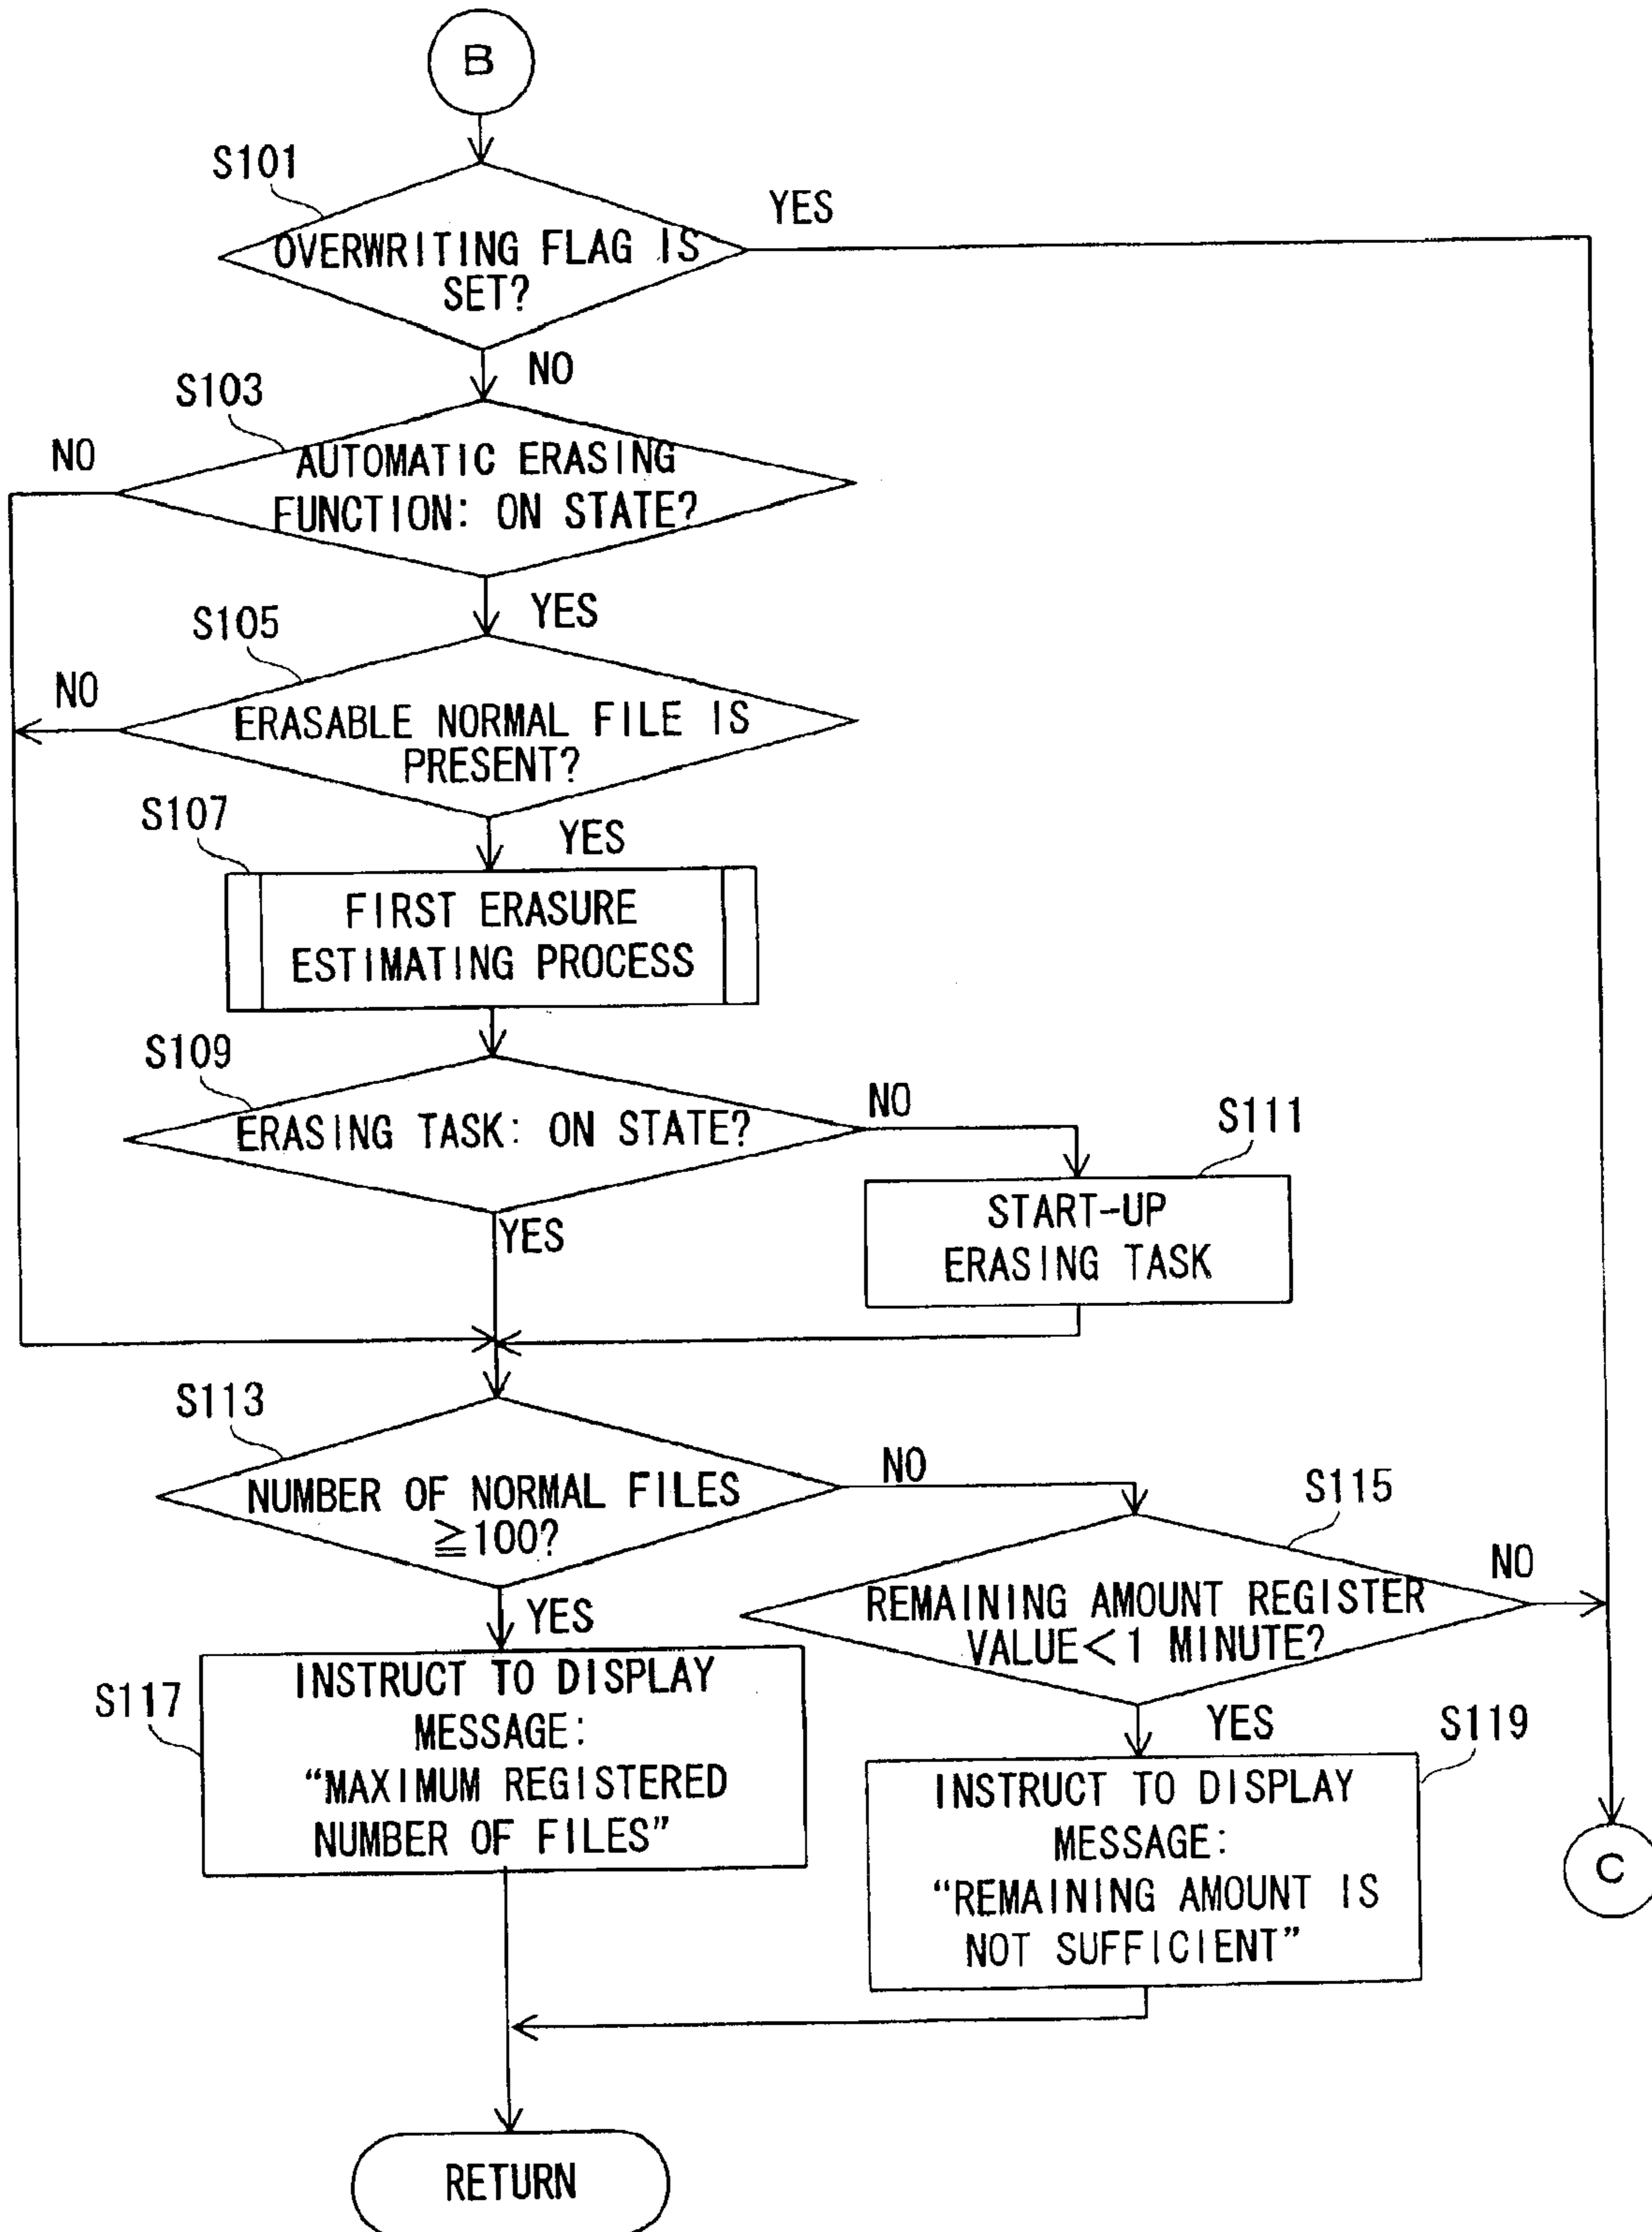 B
S101
YES
OVERWRITING FLAG IS
SET?
NO
S103
NO
AUTOMATIC ERASING
FUNCTION: ON STATE?
YES
S105
NO
ERASABLE NORMAL FILE IS
PRESENT?
YES
S107
FIRST ERASURE
ESTIMATING PROCESS
S109
NO
ERASING TASK: ON STATE?
S111
START-UP
ERASING TASK
YES
S113
NO
NUMBER OF NORMAL FILES
≧100?
S115
NO
REMAINING AMOUNT REGISTER
VALUE<1 MINUTE?
YES
S117
INSTRUCT TO DISPLAY
MESSAGE:
“MAXIMUM REGISTERED
NUMBER OF FILES”
YES
S119
INSTRUCT TO DISPLAY
MESSAGE:
“REMAINING AMOUNT IS
NOT SUFFICIENT”
C
RETURN